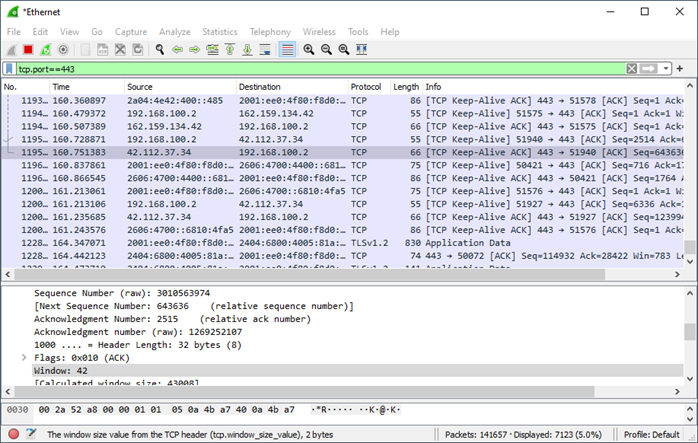 *Ethernet
File Edit View Go Capture Analyze Statistics Telephony Wireless Tools Help
tcp.port==443
No. Time Source Destination Protocol Length Info
1193… 160.360897 2a04:4e42:400::485 2001:ee0:4f80:f8d0:… TCP 86 [TCP Keep-Alive ACK] 443 → 51578 [ACK] Seq=1 Ack=
1194… 160.479372 192.168.100.2 162.159.134.42 TCP 55 [TCP Keep-Alive] 51575 → 443 [ACK] Seq=1 Ack=1 Wi
1194… 160.507389 162.159.134.42 192.168.100.2 TCP 66 [TCP Keep-Alive ACK] 443 → 51575 [ACK] Seq=1 Ack=
1195… 160.728871 192.168.100.2 42.112.37.34 TCP 55 [TCP Keep-Alive] 51940 → 443 [ACK] Seq=2514 Ack=6
1195… 160.751383 42.112.37.34 192.168.100.2 TCP 66 [TCP Keep-Alive ACK] 443 → 51940 [ACK] Seq=643636
1196… 160.837861 2001:ee0:4f80:f8d0:… 2606:4700:4400::681… TCP 75 [TCP Keep-Alive] 50421 → 443 [ACK] Seq=716 Ack=17
1196… 160.866545 2606:4700:4400::681… 2001:ee0:4f80:f8d0:… TCP 86 [TCP Keep-Alive ACK] 443 → 50421 [ACK] Seq=1764 A
1200… 161.213061 2001:ee0:4f80:f8d0:… 2606:4700::6810:4fa5 TCP 75 [TCP Keep-Alive] 51576 → 443 [ACK] Seq=1 Ack=1 W
1200… 161.213106 192.168.100.2 42.112.37.34 TCP 55 [TCP Keep-Alive] 51927 → 443 [ACK] Seq=6336 Ack=1
1200… 161.235685 42.112.37.34 192.168.100.2 TCP 66 [TCP Keep-Alive ACK] 443 → 51927 [ACK] Seq=123994
1200… 161.243576 2606:4700::6810:4fa5 2001:ee0:4f80:f8d0:… TCP 86 [TCP Keep-Alive ACK] 443 → 51576 [ACK] Seq=1 Ack=
1228… 164.347071 2001:ee0:4f80:f8d0:… 2404:6800:4005:81a:… TLSv1.2 830 Application Data
1228… 164.442123 2404:6800:4005:81a:… 2001:ee0:4f80:f8d0:… TCP 74 443 → 50072 [ACK] Seq=114932 Ack=28422 Win=783 Le
Sequence Number (raw): 3010563974
[Next Sequence Number: 643636 (relative sequence number)]
Acknowledgment Number: 2515 (relative ack number)
Acknowledgment number (raw): 1269252107
1000 .... = Header Length: 32 bytes (8)
Flags: 0x010 (ACK)
Window: 42
[Calculated window size: 43008]
0030 00 2a 52 a8 00 00 01 01 05 0a 4b a7 40 0a 4b a7 ·*R····· ··K·@·K·
The window size value from the TCP header (tcp.window_size_value), 2 bytes Packets: 141657 · Displayed: 7123 (5.0%) Profile: Default